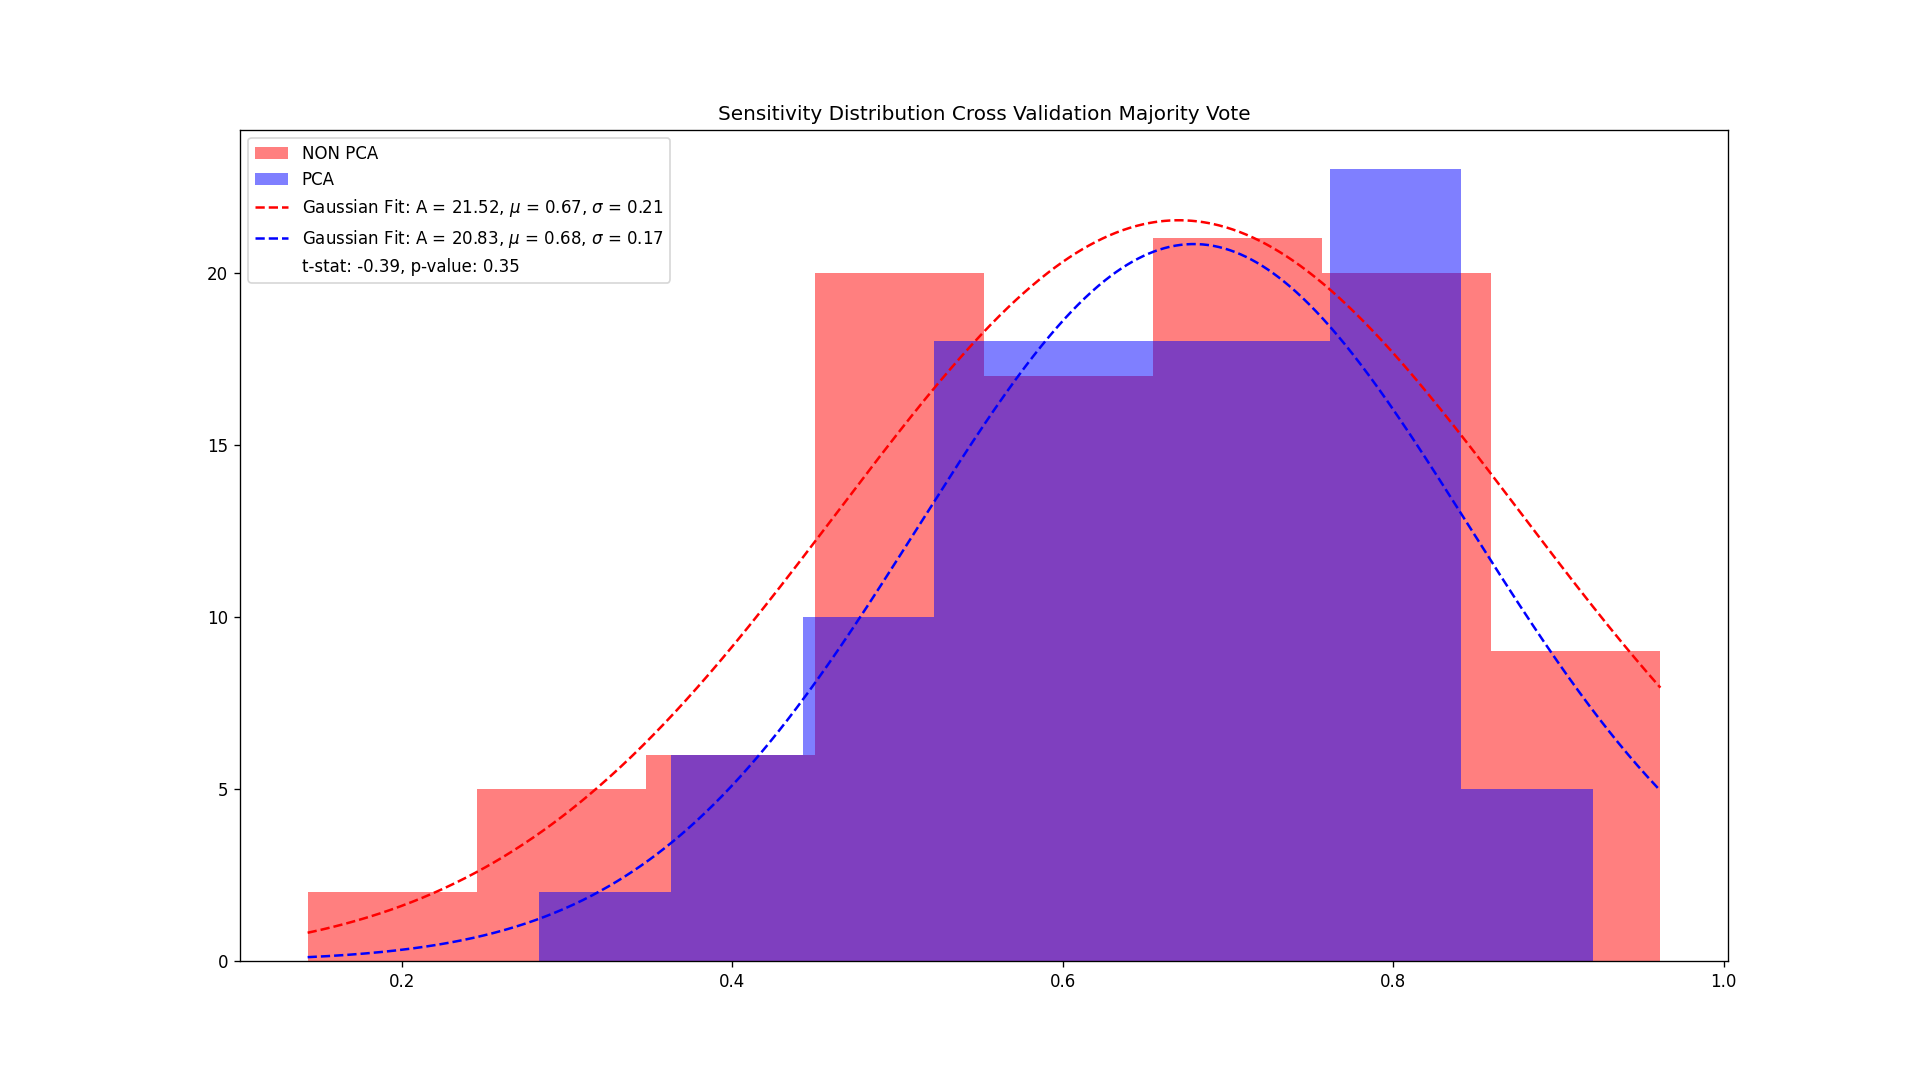 Sensitivity Distribution Cross Validation Majority Vote
NON PCA
PCA
Gaussian Fit: A = 21.52, μ = 0.67, σ = 0.21
Gaussian Fit: A = 20.83, μ = 0.68, σ = 0.17
t-stat: -0.39, p-value: 0.35
20
15
10
5
0
0.2 0.4 0.6 0.8 1.0